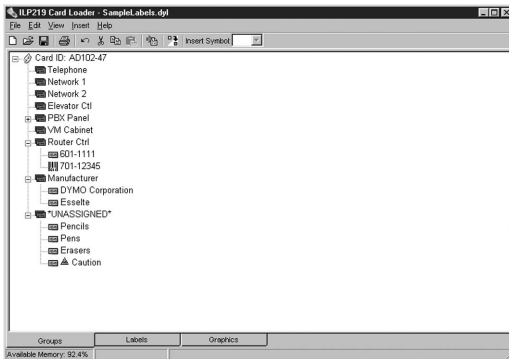 ILP219 Card Loader - SampleLabels.dyl
File Edit View Insert Help
Insert Symbol
Card ID: AD102-47
Telephone
Network 1
Network 2
Elevator Ctl
PBX Panel
VM Cabinet
Router Ctrl
601-1111
701-12345
Manufacturer
DYMO Corporation
Esselte
*UNASSIGNED*
Pencils
Pens
Erasers
Caution
Groups Labels Graphics
Available Memory: 92.4%